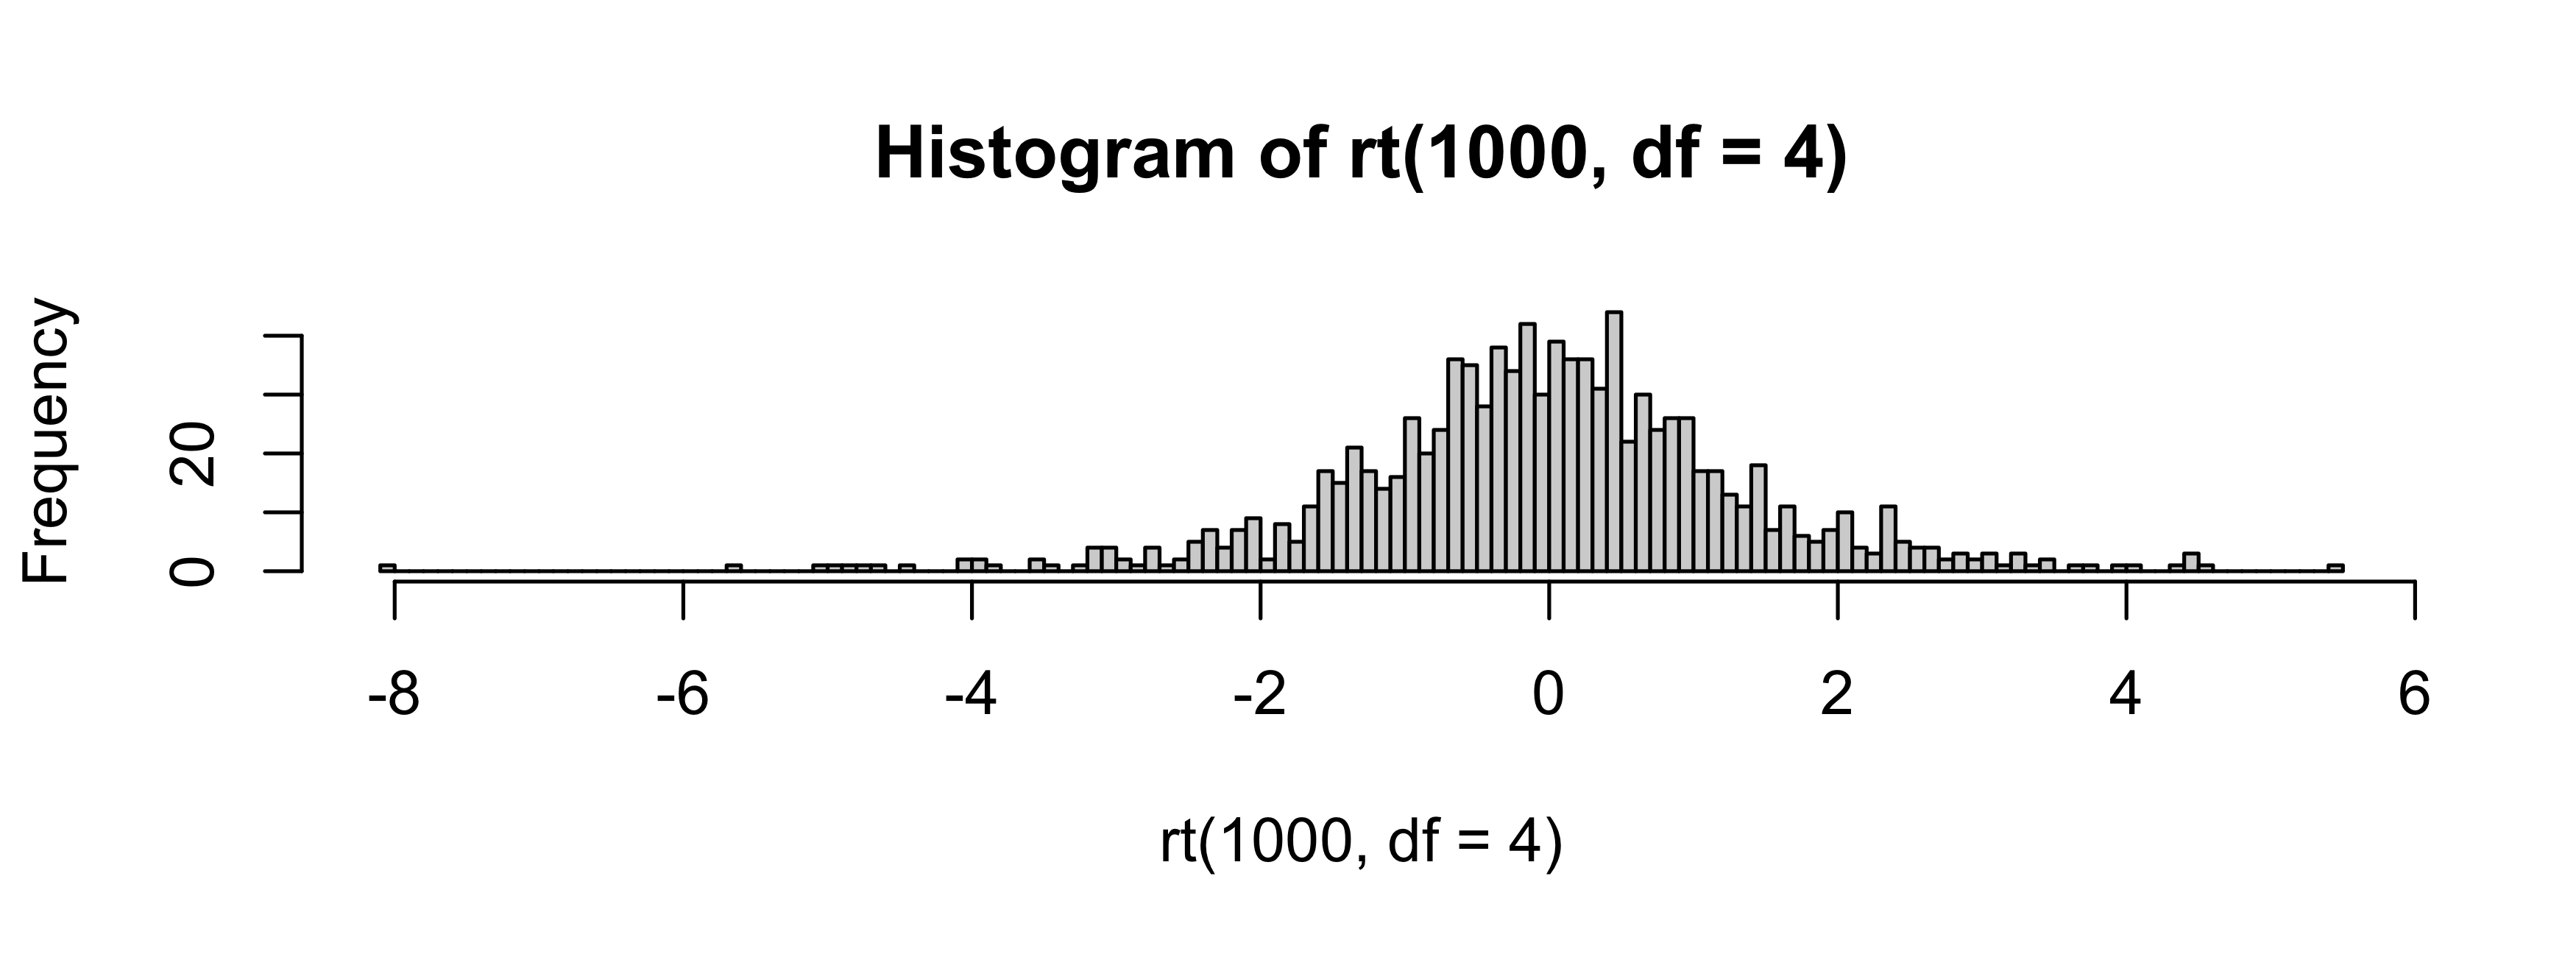 Histogram of rt(1000, df = 4)
Frequency
20
0
-8 -6 -4 -2 0 2 4 6
rt(1000, df = 4)